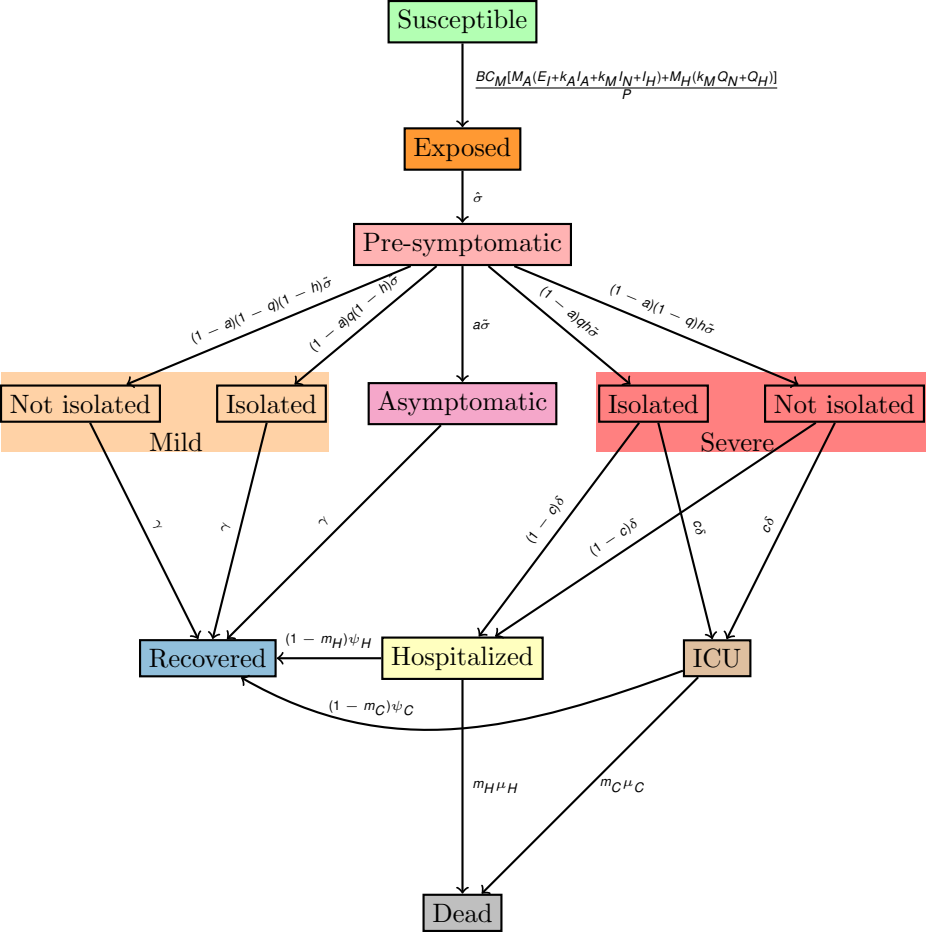 Susceptible
BC_M[M_A(E_I+k_AI_A+k_MI_N+I_H)+M_H(k_MQ_N+Q_H)]
P
Exposed
σ̂
Pre-symptomatic
(1 − a)(1 − q)(1 − h)σ̃
(1 − a)q(1 − h)σ̃
aσ̃
(1 − a)qhσ̃
(1 − a)(1 − q)hσ̃
Not isolated
Isolated
Asymptomatic
Isolated
Not isolated
Mild
Severe
γ
γ
γ
(1 − c)δ
(1 − c)δ
cδ
cδ
Recovered
(1 − m_H)ψ_H
Hospitalized
ICU
(1 − m_C)ψ_C
m_Hμ_H
m_Cμ_C
Dead